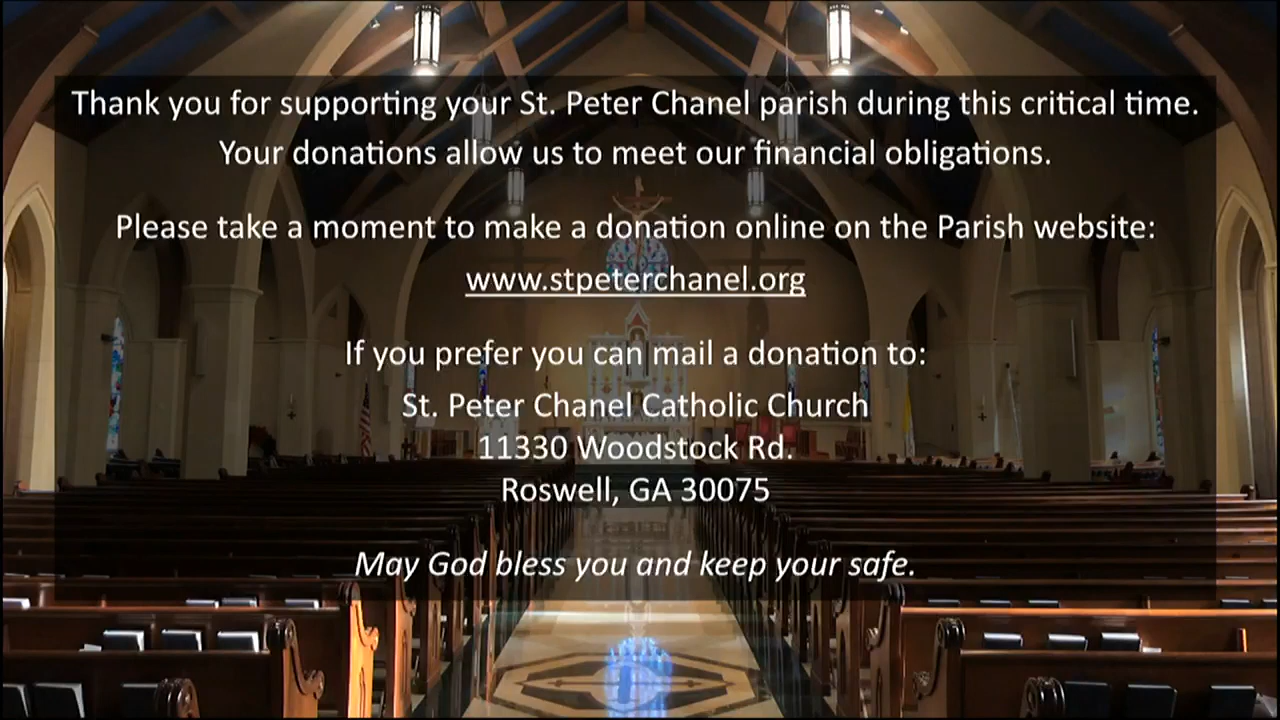 Thank you for supporting your St. Peter Chanel parish during this critical time.
Your donations allow us to meet our financial obligations.
Please take a moment to make a donation online on the Parish website:
www.stpeterchanel.org
If you prefer you can mail a donation to:
St. Peter Chanel Catholic Church
11330 Woodstock Rd.
Roswell, GA 30075
May God bless you and keep your safe.